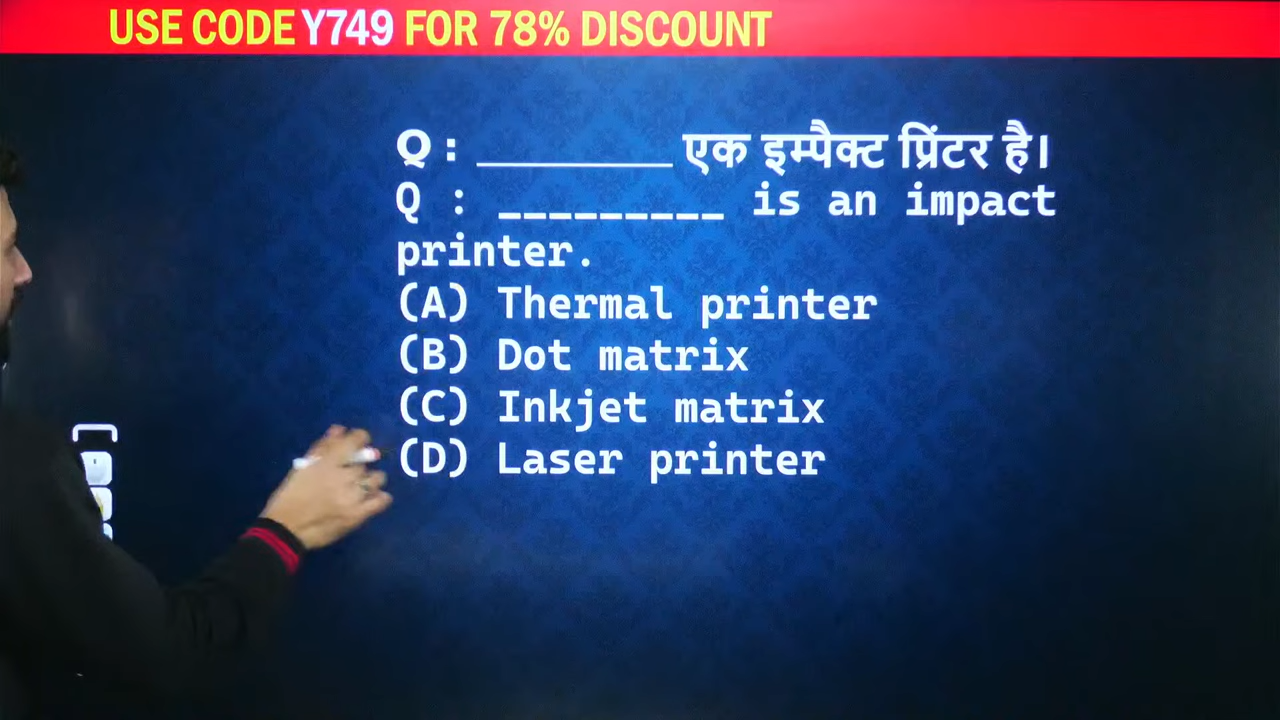 USE CODE Y749 FOR 78% DISCOUNT
Q : ________ एक इम्पैक्ट प्रिंटर है।
Q : _________ is an impact
printer.
(A) Thermal printer
(B) Dot matrix
(C) Inkjet matrix
(D) Laser printer